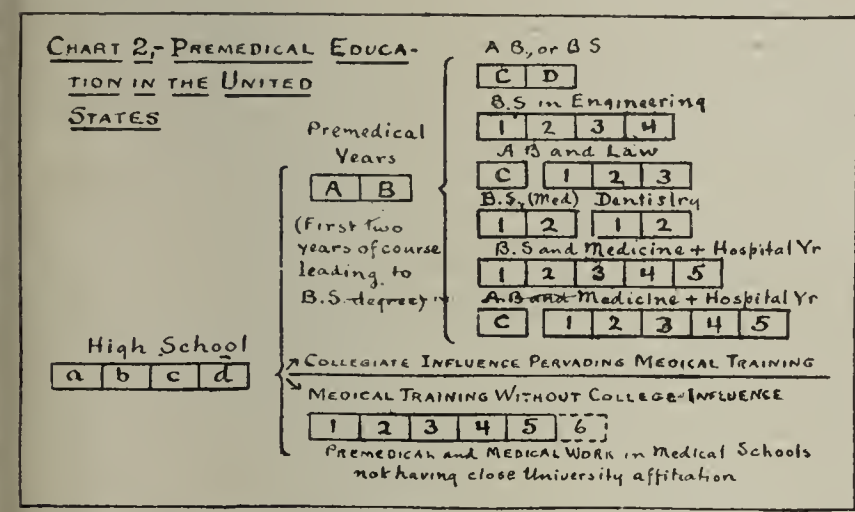 CHART 2,- PREMEDICAL EDUCA-
TION IN THE UNITED
STATES
Premedical
Years
A B
(First two
years of course
leading to
B.S. degree)
High School
a b c d
A B, or B S
C D
B.S in Engineering
1 2 3 4
A B and Law
C 1 2 3
B.S, (Med) Dentistry
1 2 1 2
B.S and Medicine + Hospital Yr
1 2 3 4 5
A.B and Medicine + Hospital Yr
C 1 2 3 4 5
COLLEGIATE INFLUENCE PERVADING MEDICAL TRAINING
MEDICAL TRAINING WITHOUT COLLEGE-INFLUENCE
1 2 3 4 5 6
PREMEDICAL and MEDICAL WORK in Medical Schools
not having close University affiliation